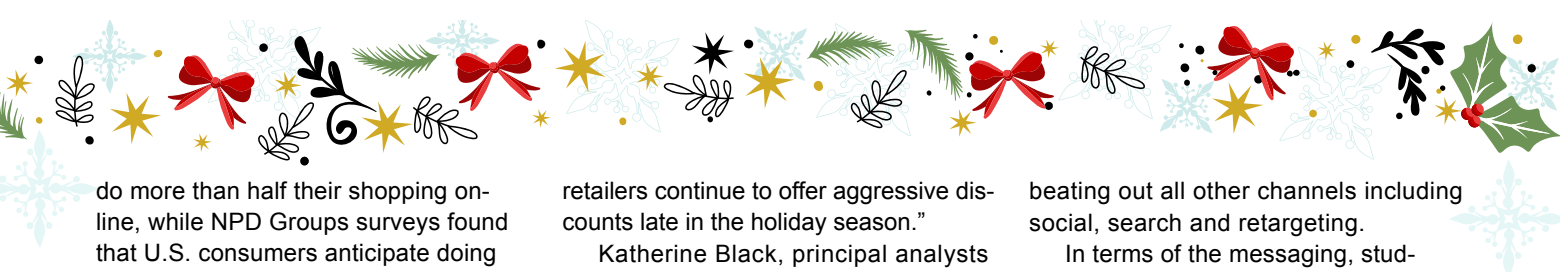 do more than half their shopping on-
line, while NPD Groups surveys found
that U.S. consumers anticipate doing
retailers continue to offer aggressive dis-
counts late in the holiday season.”
Katherine Black, principal analysts
beating out all other channels including
social, search and retargeting.
In terms of the messaging, stud-